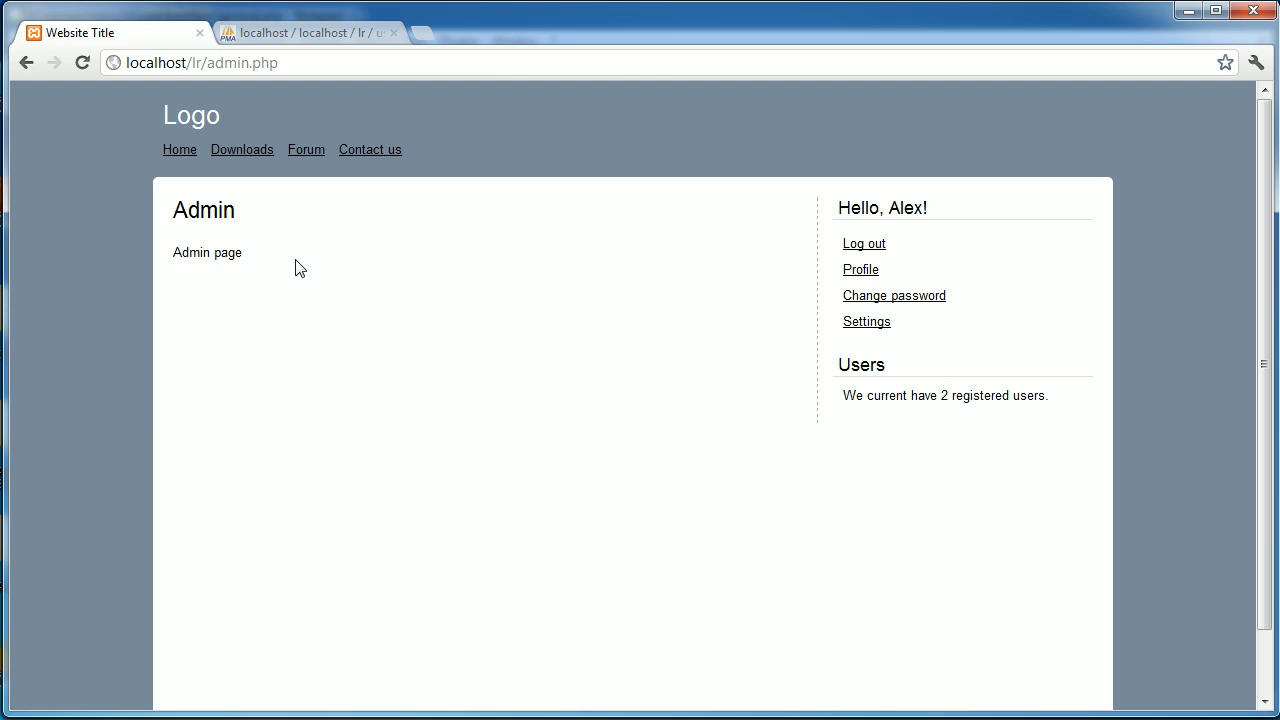 Website Title
localhost / localhost / lr / u
localhost/lr/admin.php
Logo
Home Downloads Forum Contact us
Admin
Admin page
Hello, Alex!
Log out
Profile
Change password
Settings
Users
We current have 2 registered users.